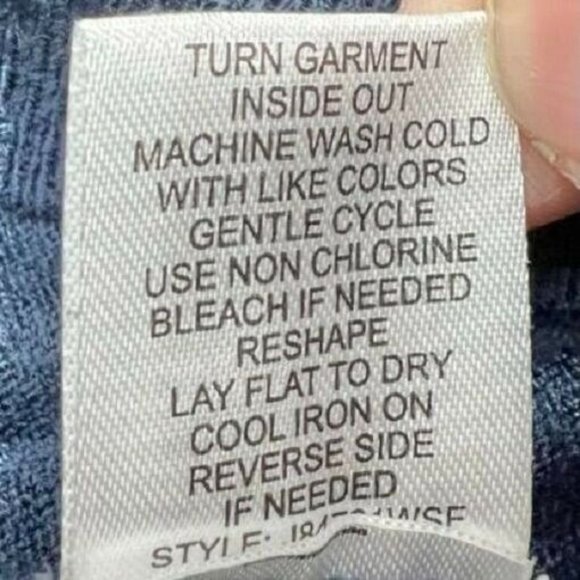 TURN GARMENT
INSIDE OUT
MACHINE WASH COLD
WITH LIKE COLORS
GENTLE CYCLE
USE NON CHLORINE
BLEACH IF NEEDED
RESHAPE
LAY FLAT TO DRY
COOL IRON ON
REVERSE SIDE
IF NEEDED
STYLE: